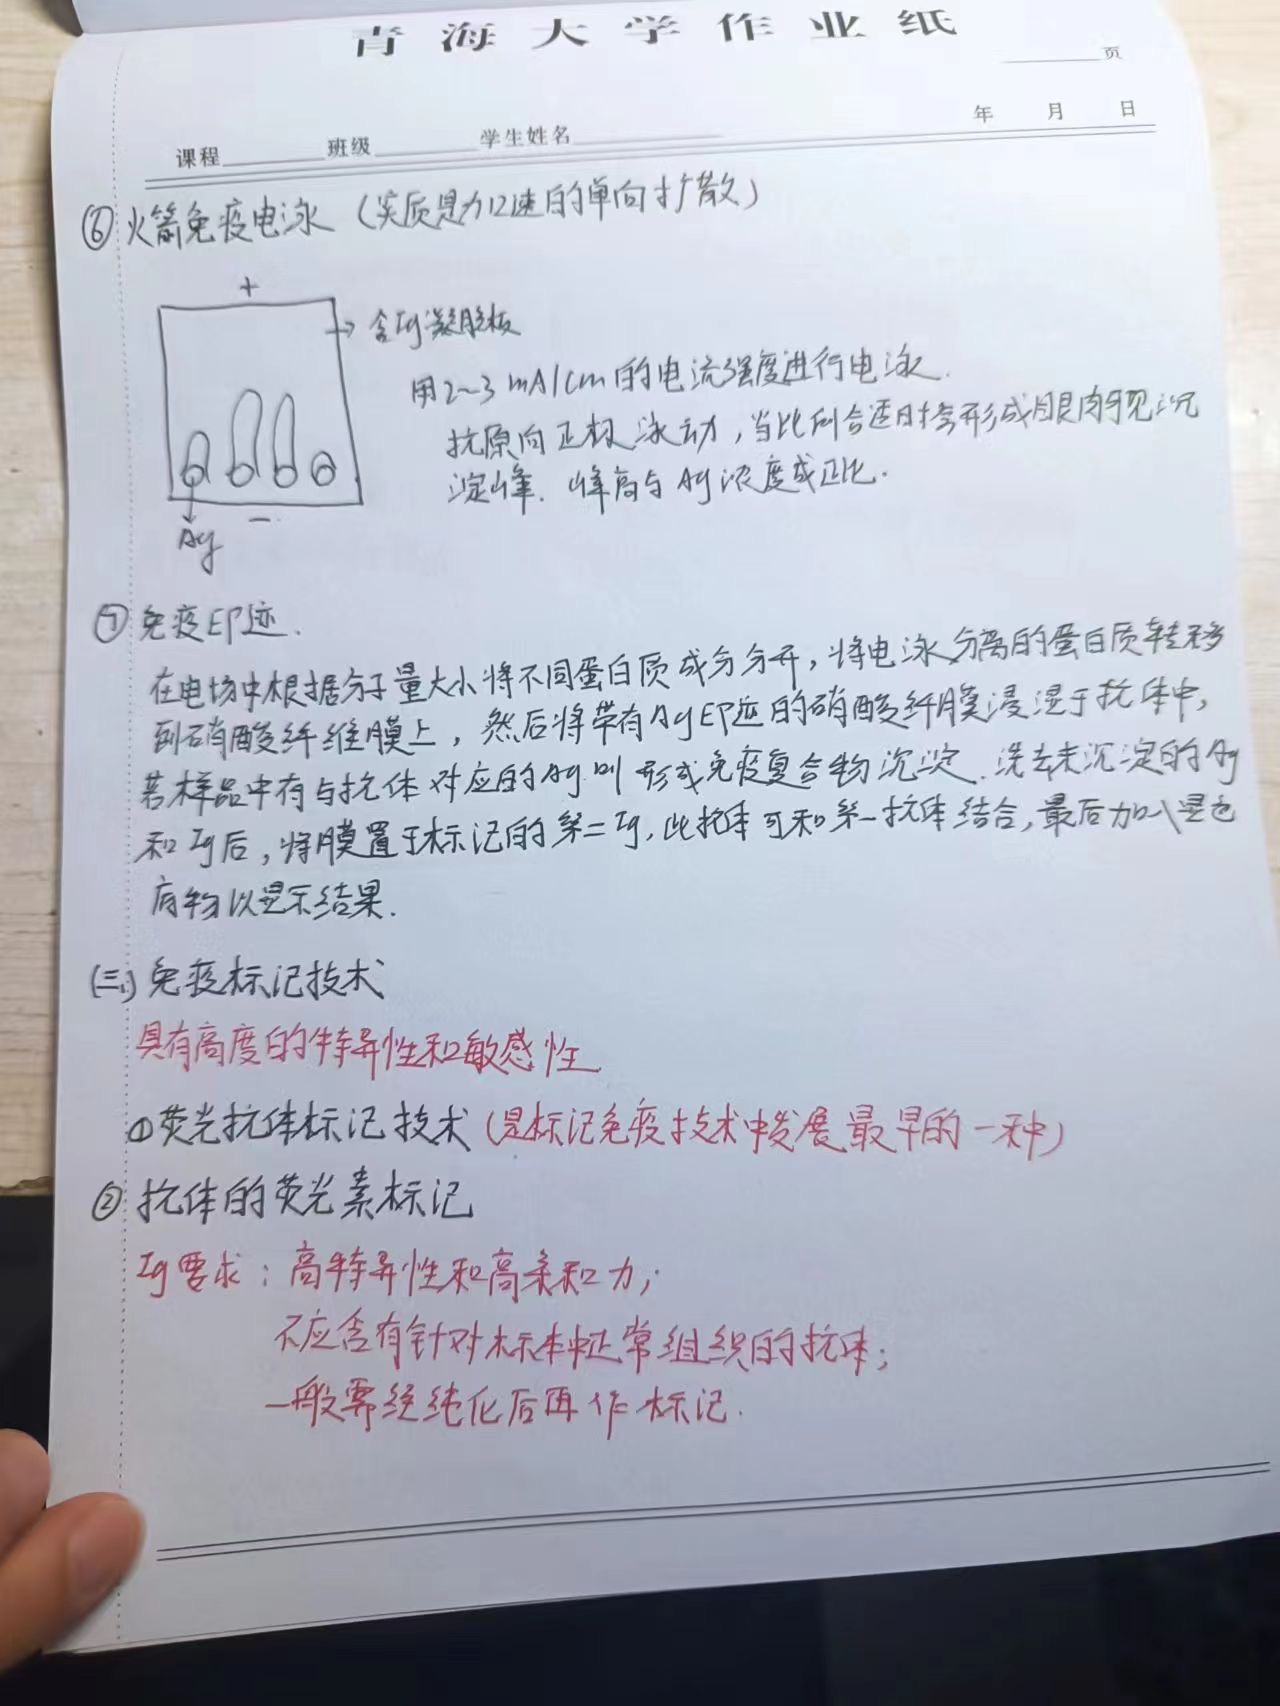 青海大学作业纸
页
年 月 日
课程 班级 学生姓名
⑥火箭免疫电泳（实质是加速的单向扩散）
+
→ 含Ig凝胶板
用2~3 mA/cm的电流强度进行电泳.
抗原向正极泳动，当比例合适时会形成眼肉可见沉
淀峰. 峰高与Ag浓度成正比.
－
Ag
⑦免疫印迹.
在电场中根据分子量大小将不同蛋白质成分分开，将电泳分离的蛋白质转移
到硝酸纤维膜上，然后将带有Ag印迹的硝酸纤膜浸湿于抗体中，
若样品中有与抗体对应的Ag则形成免疫复合物沉淀. 洗去未沉淀的Ag
和Ig后，将膜置于标记的第二Ig，此抗体可和第一抗体结合，最后加入显色
底物以显示结果.
(三)免疫标记技术
具有高度的特异性和敏感性
①荧光抗体标记技术（是标记免疫技术中发展最早的一种）
②抗体的荧光素标记
Ig要求：高特异性和高亲和力；
不应含有针对标本中正常组织的抗体；
一般需经纯化后再作标记.